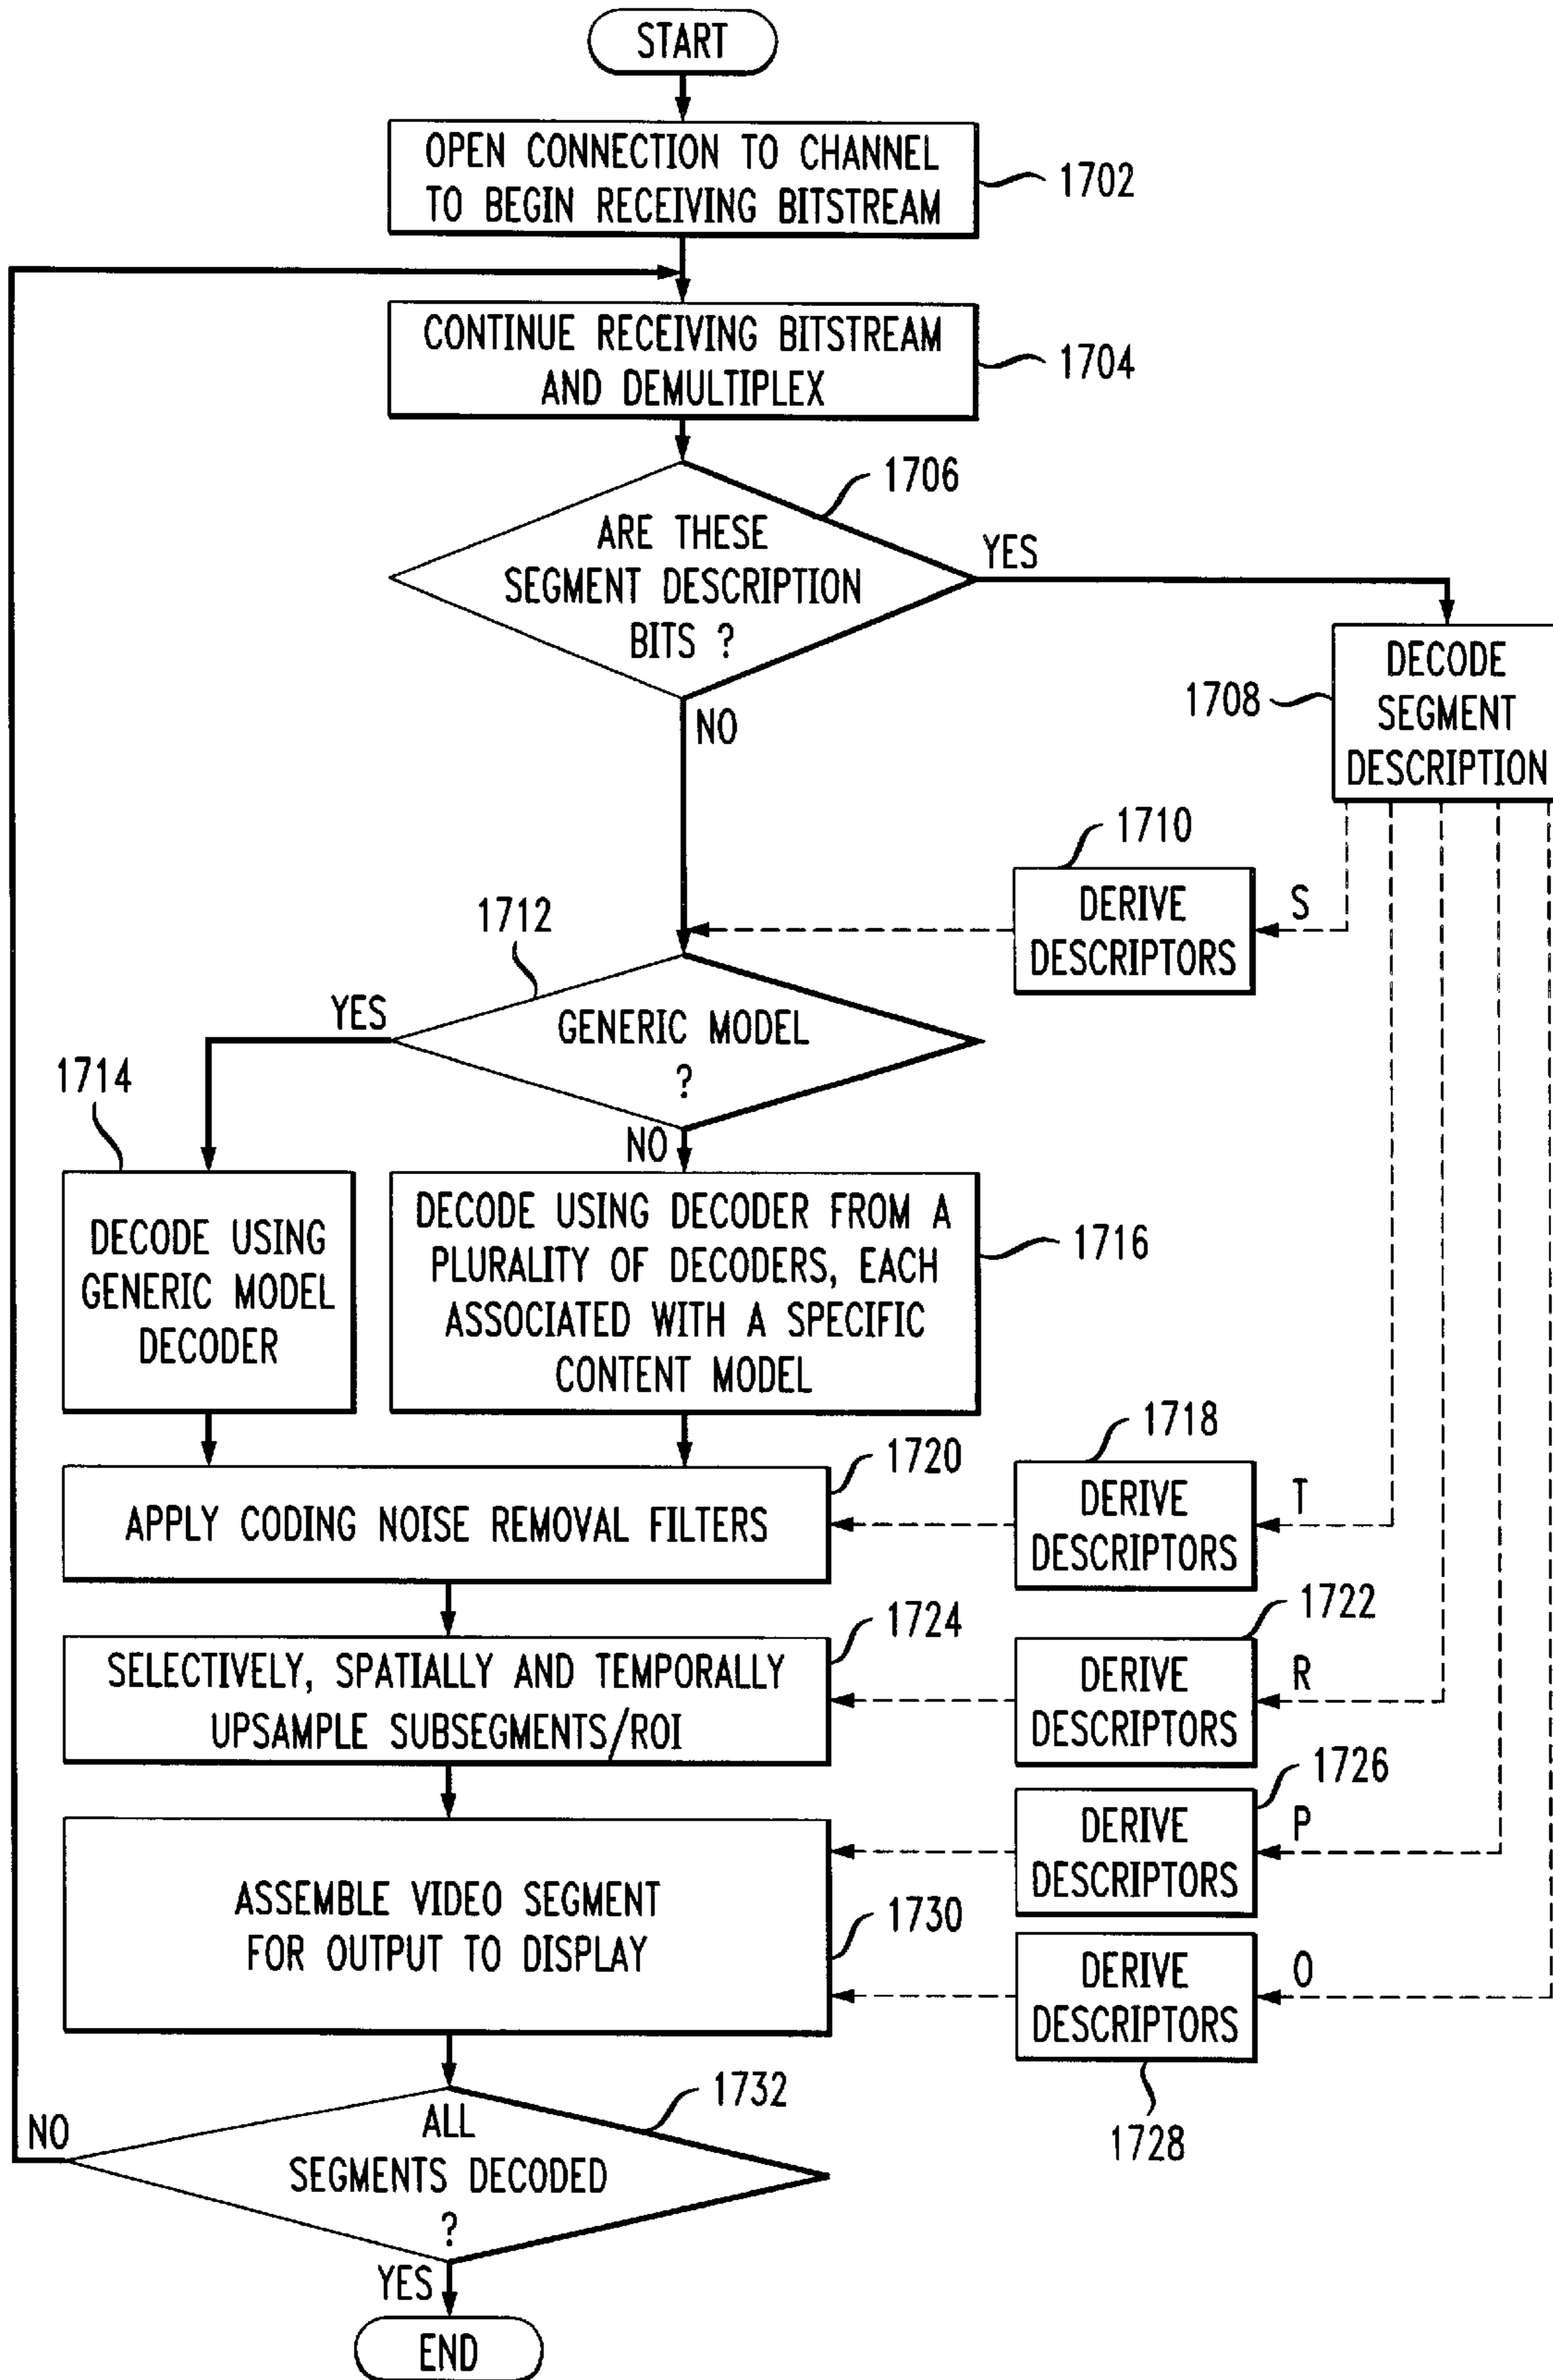 START
OPEN CONNECTION TO CHANNEL
TO BEGIN RECEIVING BITSTREAM
1702
CONTINUE RECEIVING BITSTREAM
AND DEMULTIPLEX
1704
1706
ARE THESE
SEGMENT DESCRIPTION
BITS ?
YES
NO
DECODE
SEGMENT
DESCRIPTION
1708
1710
DERIVE
DESCRIPTORS
S
1712
GENERIC MODEL
?
YES
NO
1714
DECODE USING
GENERIC MODEL
DECODER
DECODE USING DECODER FROM A
PLURALITY OF DECODERS, EACH
ASSOCIATED WITH A SPECIFIC
CONTENT MODEL
1716
1718
DERIVE
DESCRIPTORS
T
1720
APPLY CODING NOISE REMOVAL FILTERS
1722
DERIVE
DESCRIPTORS
R
1724
SELECTIVELY, SPATIALLY AND TEMPORALLY
UPSAMPLE SUBSEGMENTS/ROI
1726
DERIVE
DESCRIPTORS
P
ASSEMBLE VIDEO SEGMENT
FOR OUTPUT TO DISPLAY
1730
DERIVE
DESCRIPTORS
O
1728
1732
ALL
SEGMENTS DECODED
?
NO
YES
END